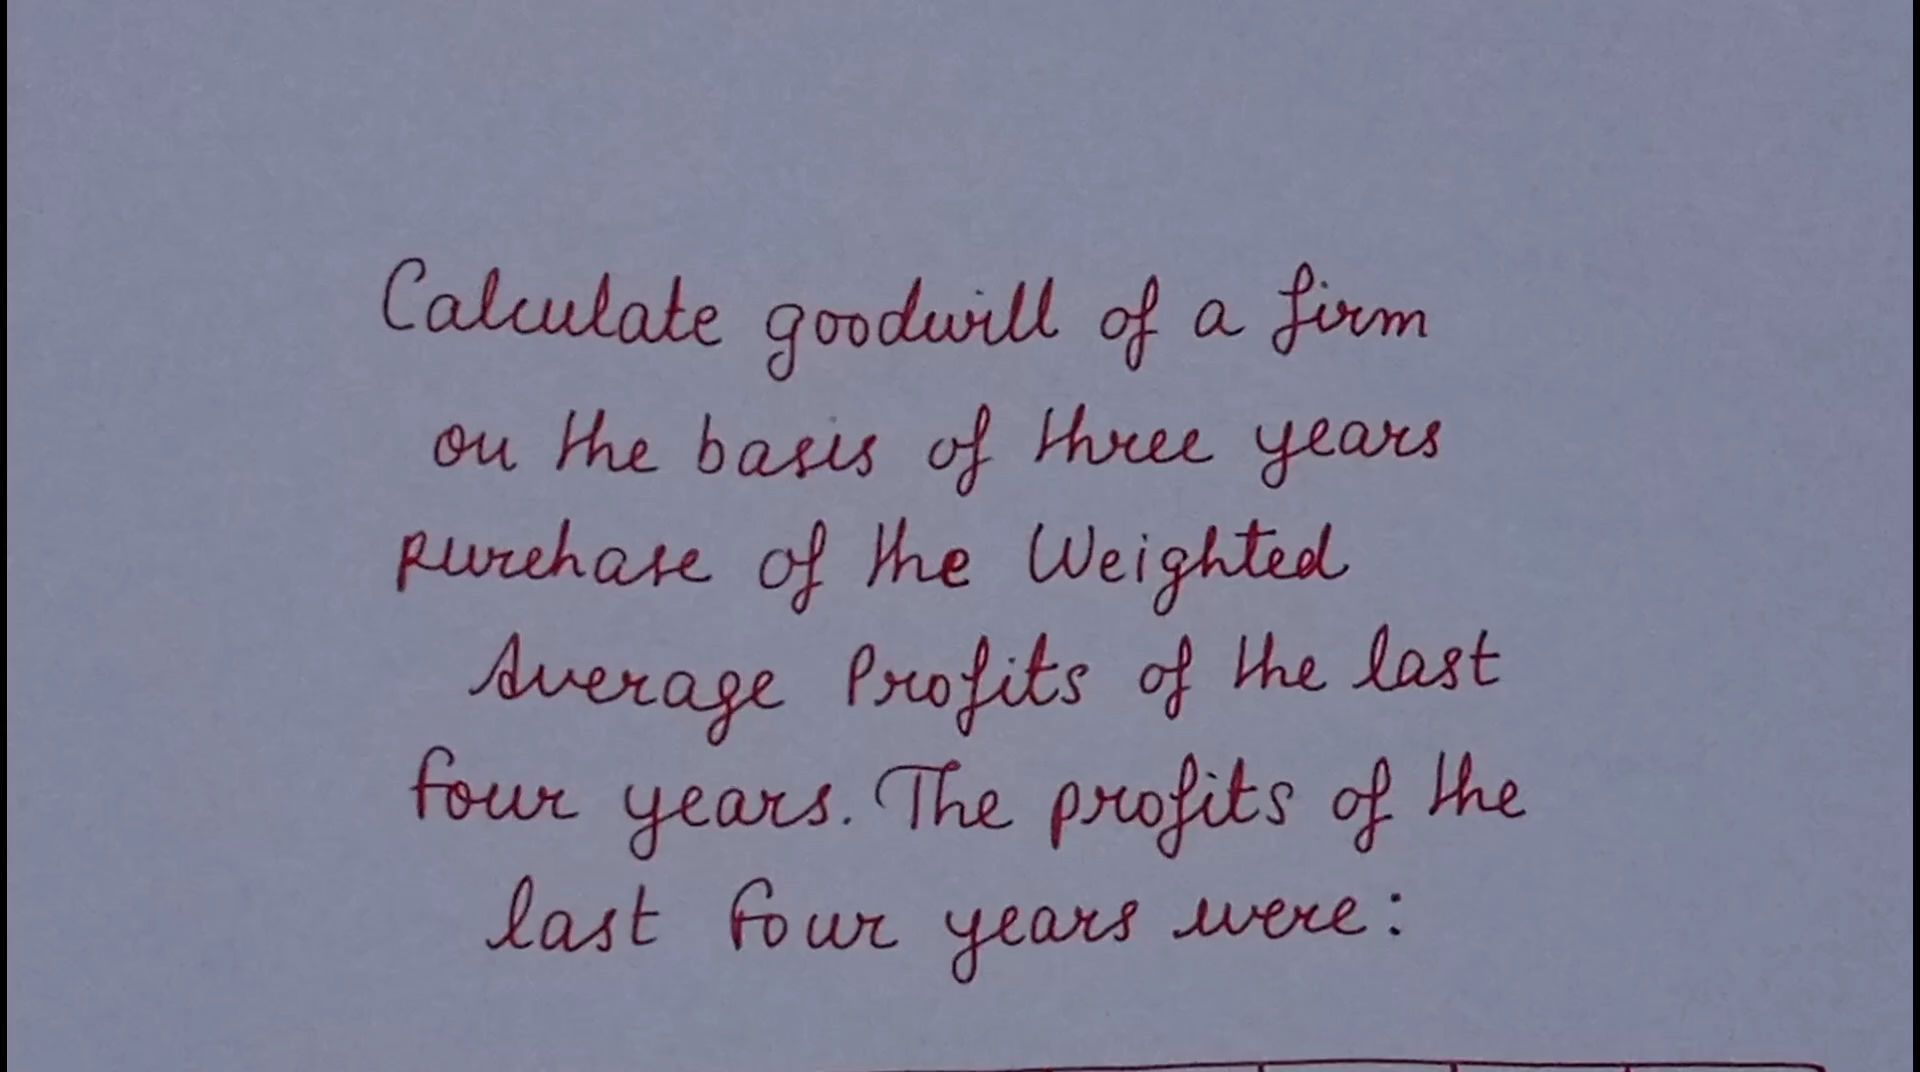 Calculate goodwill of a firm
on the basis of three years
purchase of the Weighted
Average Profits of the last
four years. The profits of the
last four years were: